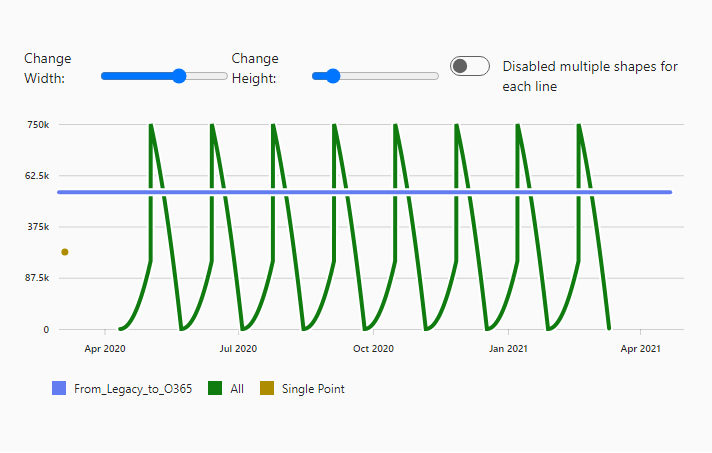 Change
Width:
Change
Height:
Disabled multiple shapes for
each line
750k
62.5k
375k
87.5k
0
Apr 2020
Jul 2020
Oct 2020
Jan 2021
Apr 2021
From_Legacy_to_O365
All
Single Point